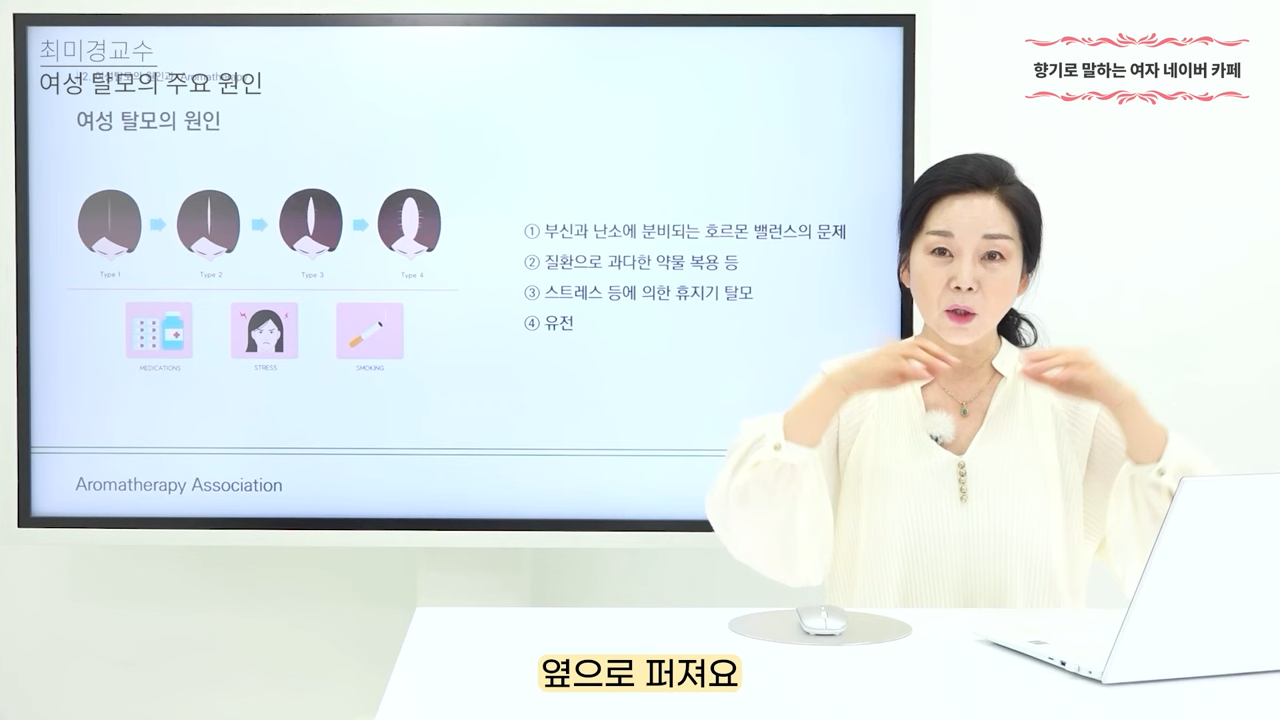 최미경교수
여성 탈모의 주요 원인
여성 탈모의 원인
Type 1
Type 2
Type 3
Type 4
MEDICATIONS
STRESS
SMOKING
① 부신과 난소에 분비되는 호르몬 밸런스의 문제
② 질환으로 과다한 약물 복용 등
③ 스트레스 등에 의한 휴지기 탈모
④ 유전
Aromatherapy Association
향기로 말하는 여자 네이버 카페
옆으로 퍼져요